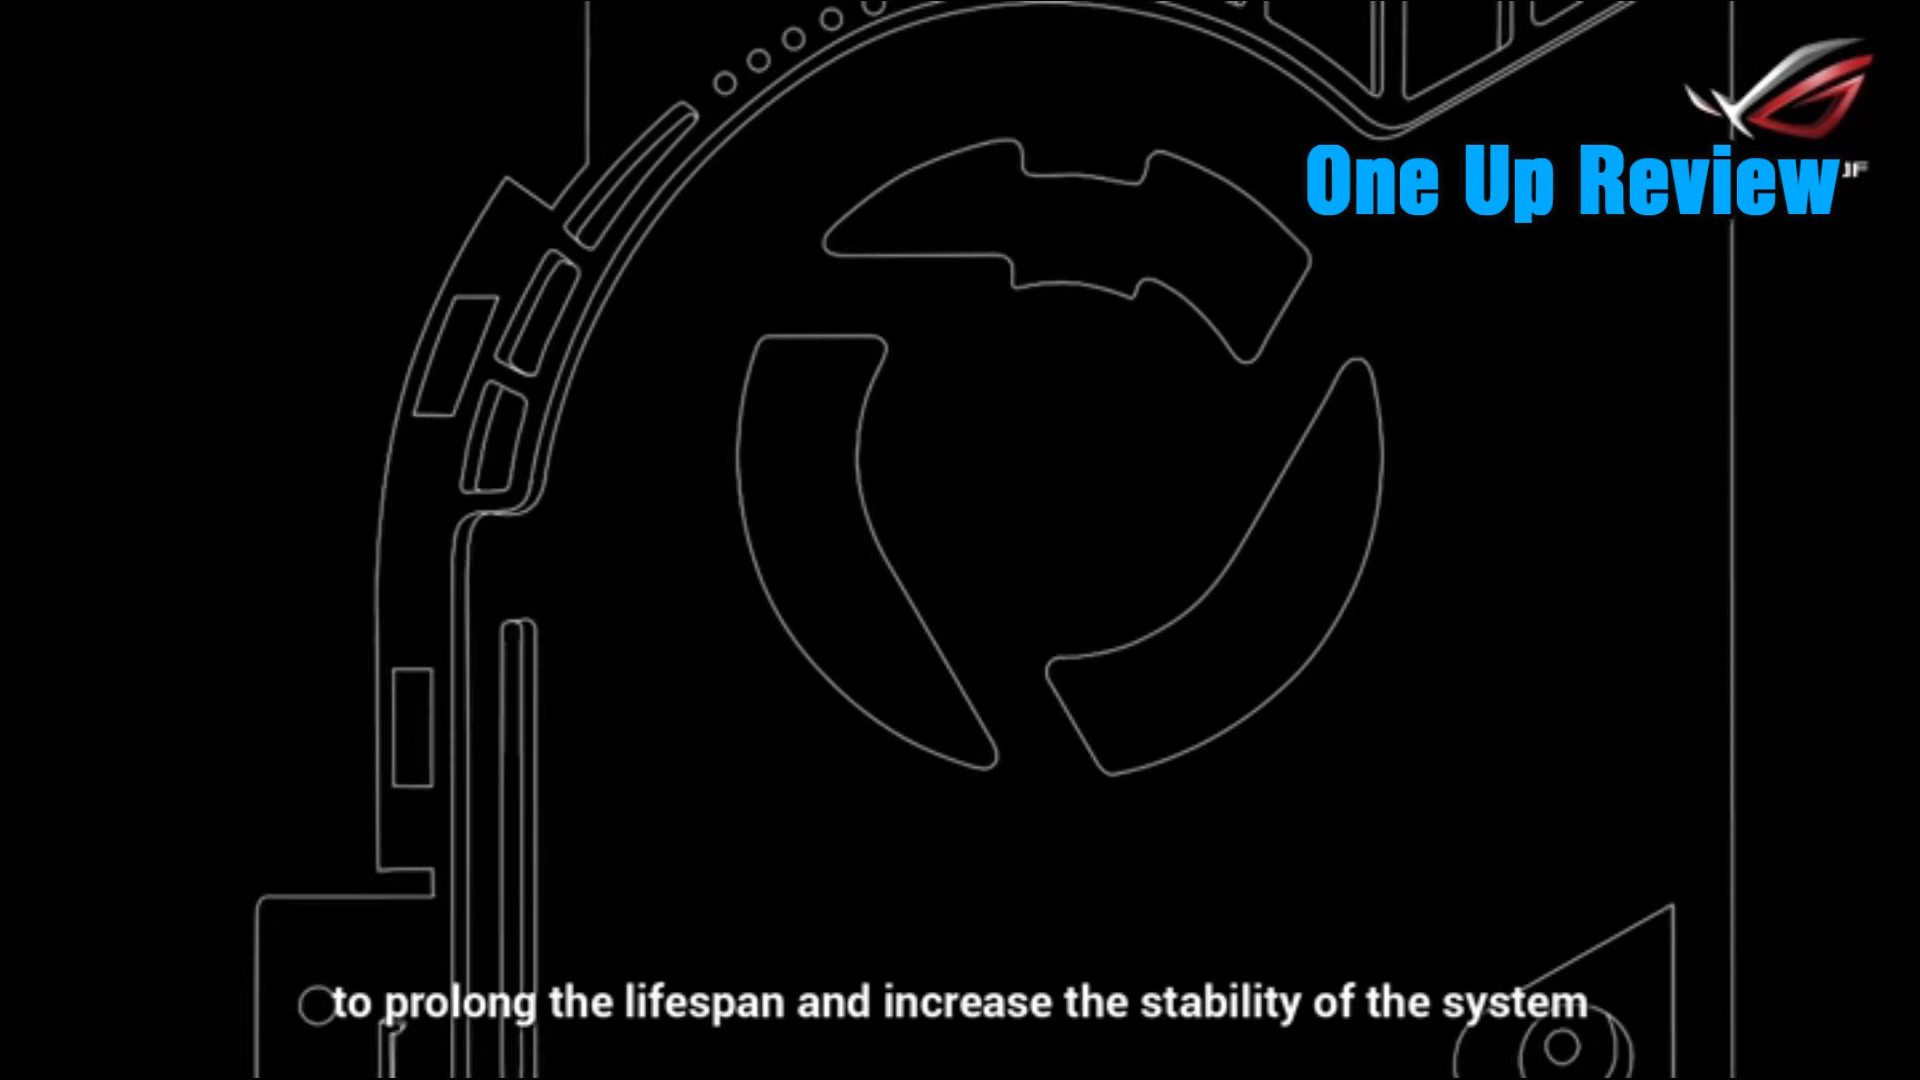 One Up Review
to prolong the lifespan and increase the stability of the system